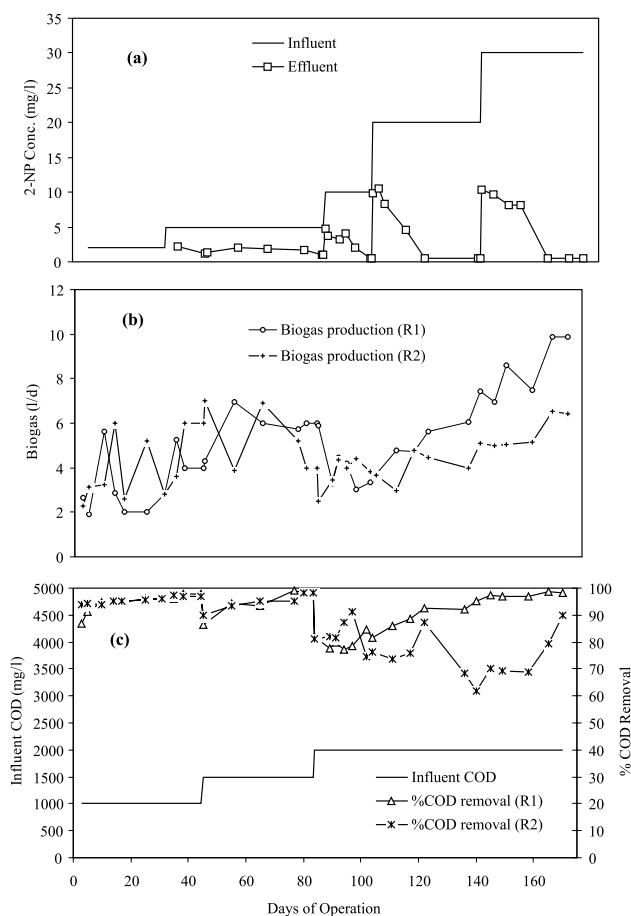 35
30
25
20
15
10
5
0
2-NP Conc. (mg/l)
(a)
Influent
Effluent
12
10
8
6
4
2
0
Biogas (l/d)
(b)
Biogas production (R1)
Biogas production (R2)
5000
4500
4000
3500
3000
2500
2000
1500
1000
500
0
Influent COD (mg/l)
(c)
Influent COD
%COD removal (R1)
%COD removal (R2)
100
90
80
70
60
50
40
30
20
10
0
% COD Removal
0 20 40 60 80 100 120 140 160
Days of Operation